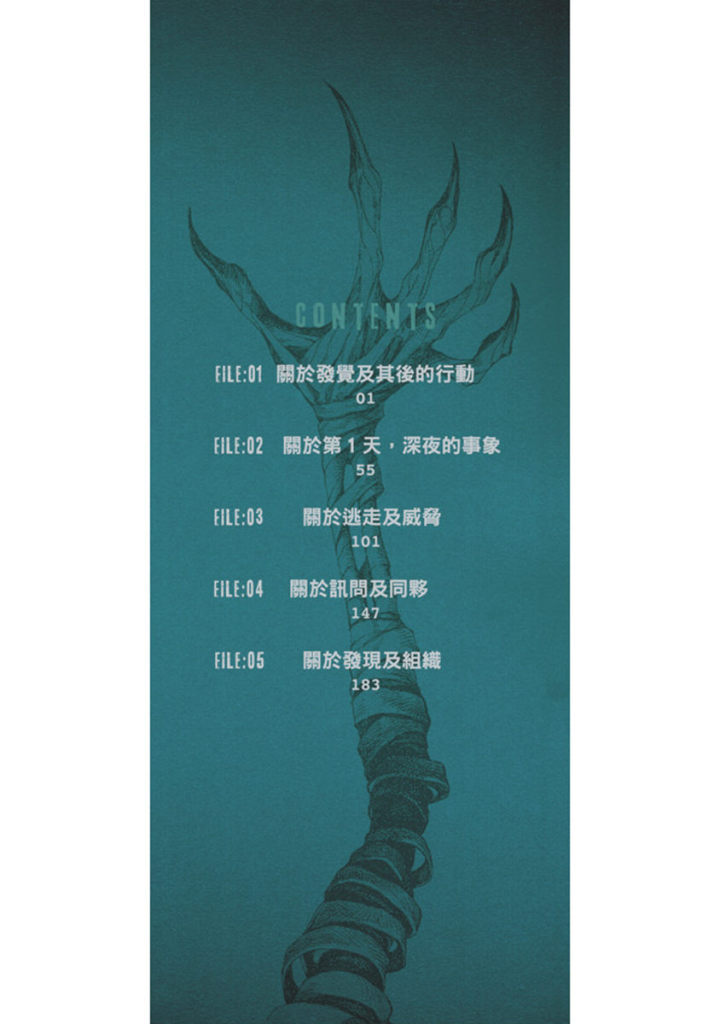 CONTENTS
FILE:01 關於發覺及其後的行動
01
FILE:02 關於第1天，深夜的事象
55
FILE:03 關於逃走及威脅
101
FILE:04 關於訊問及同夥
147
FILE:05 關於發現及組織
183